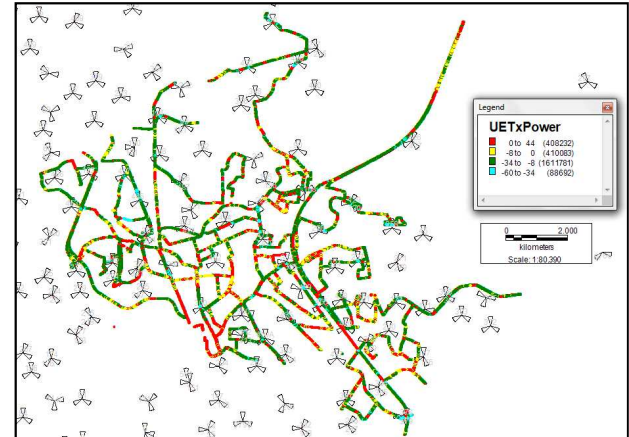 Legend
UETxPower
0 to 44 (408232)
-8 to 0 (410083)
-34 to -8 (1611781)
-60 to -34 (88692)
0 2,000
kilometers
Scale: 1:80,390